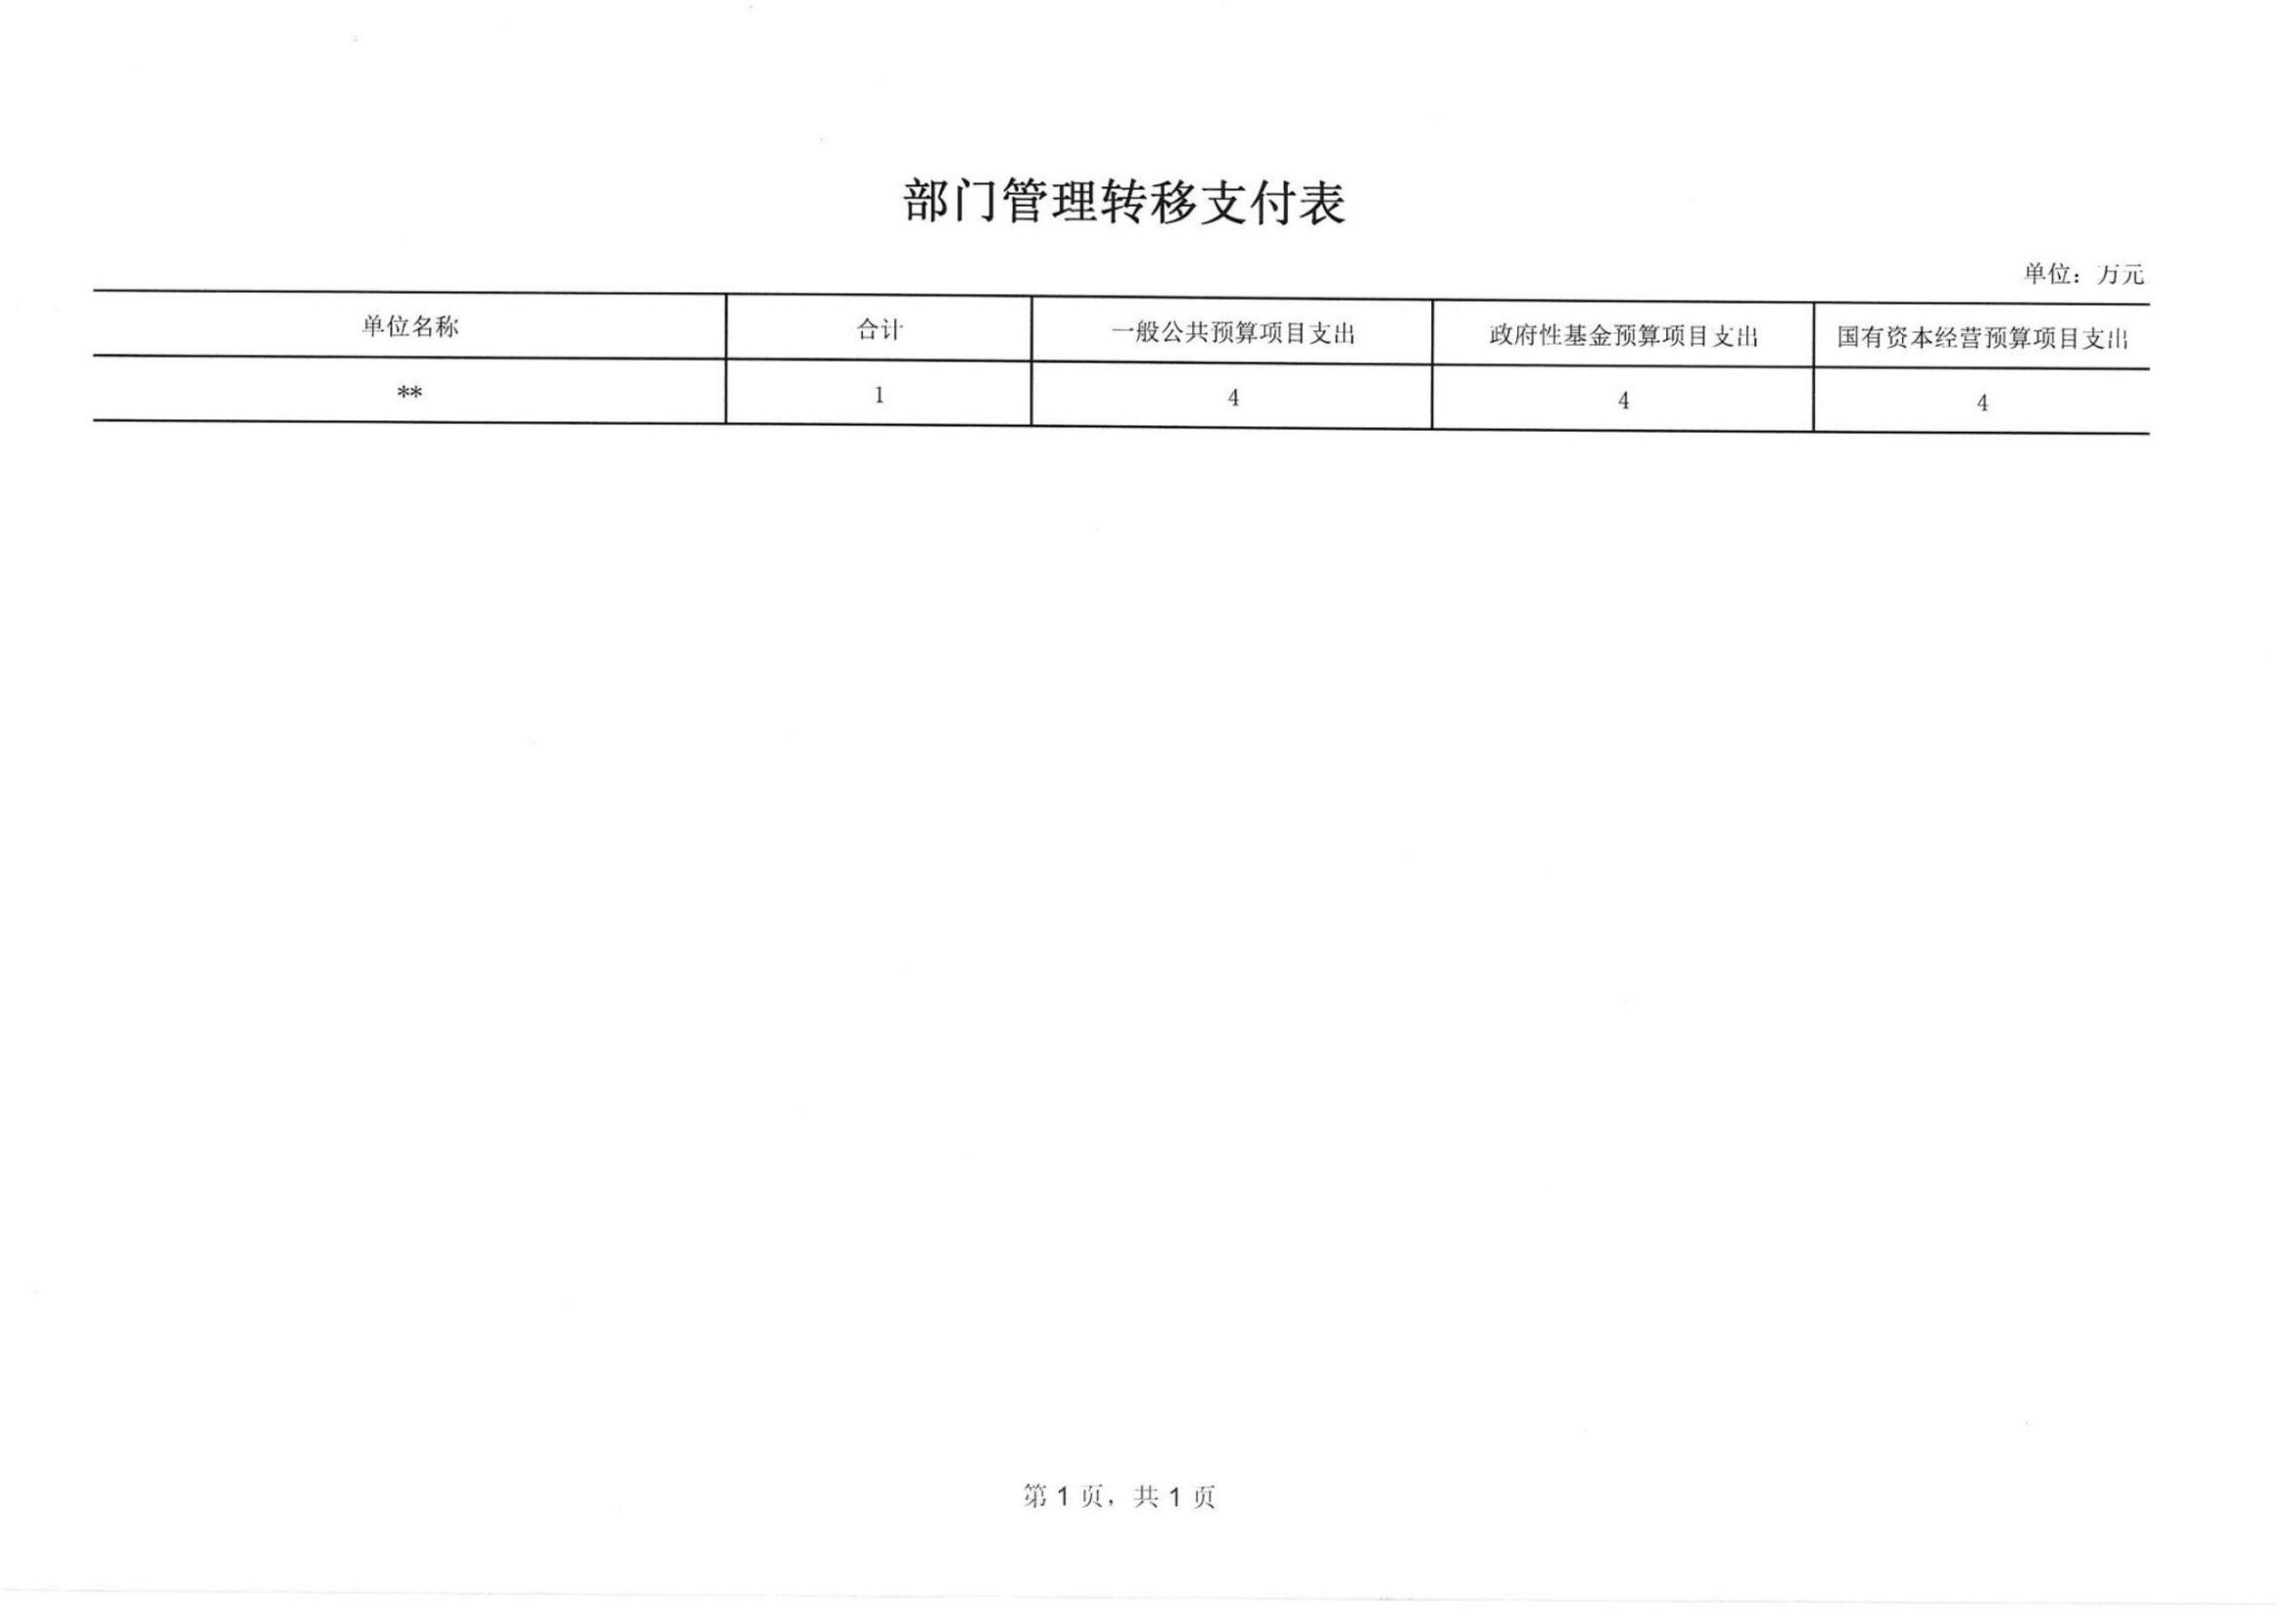 部门管理转移支付表
单位：万元
单位名称 合计 一般公共预算项目支出 政府性基金预算项目支出 国有资本经营预算项目支出
** 1 4 4 4
第 1 页，共 1 页